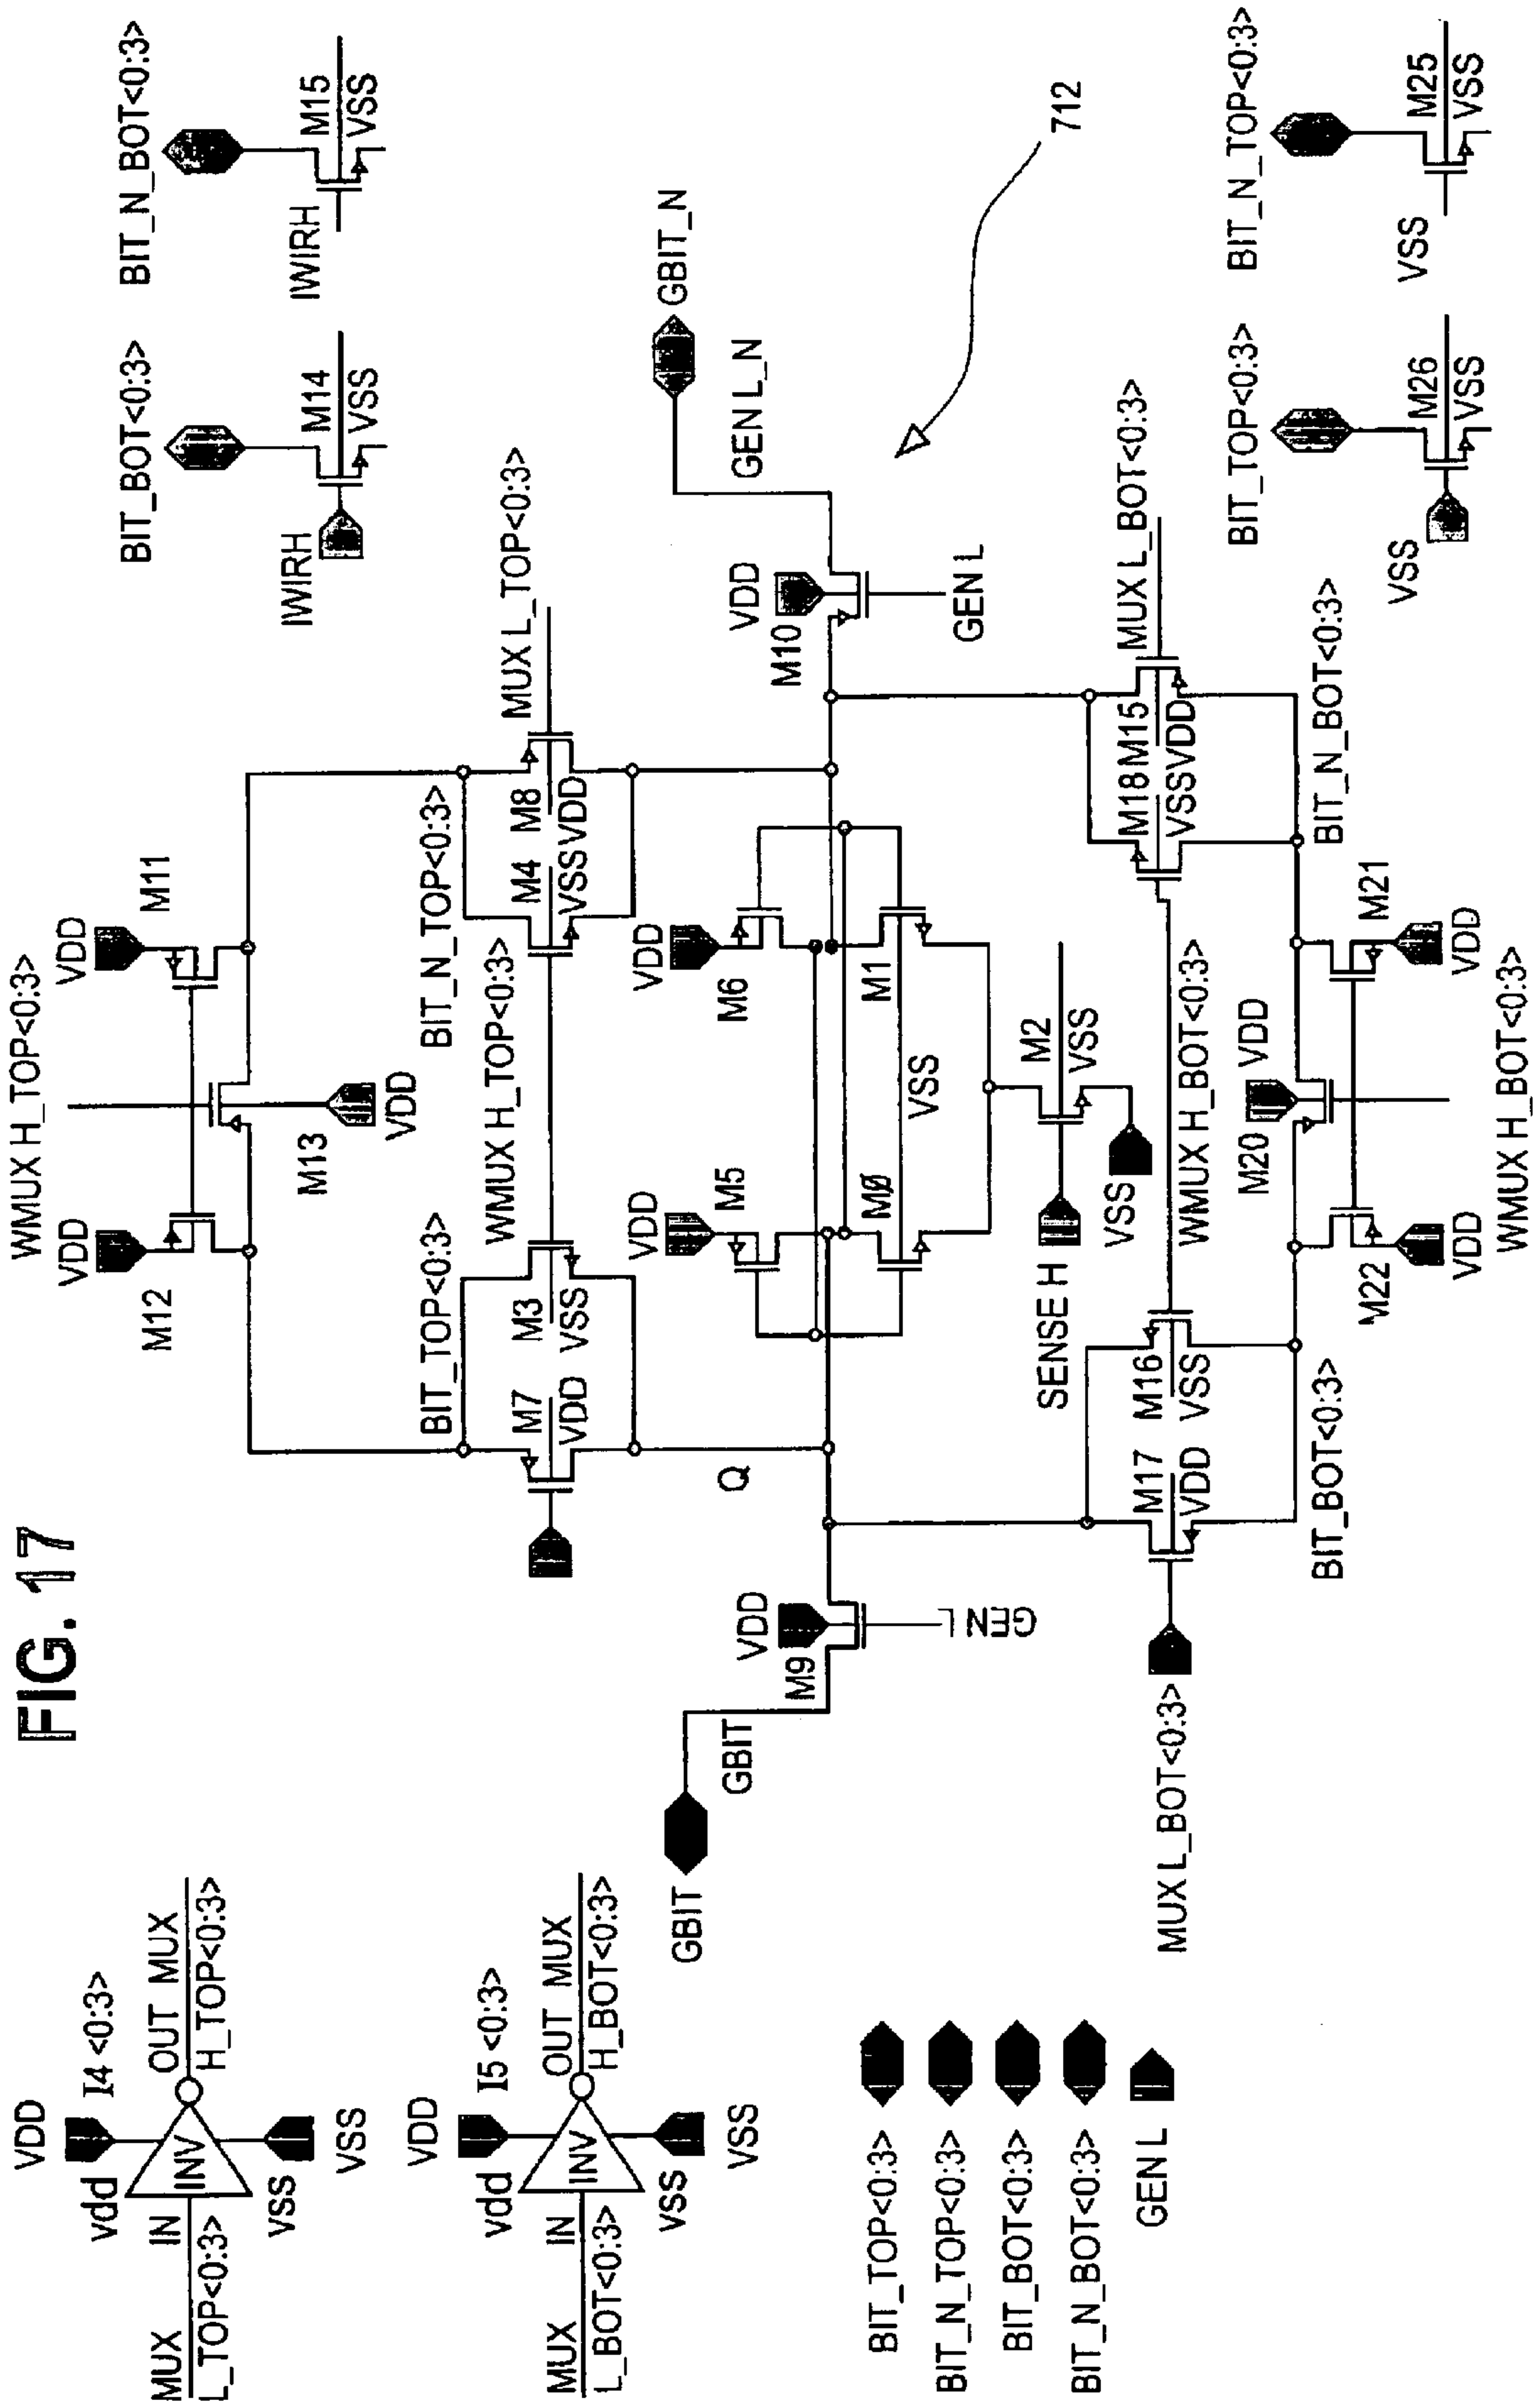 FIG. 17
VDD
vdd
I4 <0:3>
MUX
L_TOP<0:3>
IN
INV
OUT MUX
H_TOP<0:3>
vss
VSS
VDD
vdd
I5 <0:3>
MUX
L_BOT<0:3>
IN
INV
OUT MUX
H_BOT<0:3>
vss
VSS
BIT_TOP<0:3>
BIT_N_TOP<0:3>
BIT_BOT<0:3>
BIT_N_BOT<0:3>
GEN L
WMUX H_TOP<0:3>
VDD
M12
VDD
M11
M13
VDD
BIT_TOP<0:3>
M7
VDD
M3
VSS
WMUX H_TOP<0:3>
BIT_N_TOP<0:3>
M4
VSS
M8
VDD
MUX L_TOP<0:3>
BIT_BOT<0:3>
M14
VSS
IWIRH
BIT_N_BOT<0:3>
M15
VSS
IWIRH
GBIT
GBIT
Q
VDD
M9
GEN L
VDD
M5
VDD
M6
MØ
M1
VSS
SENSE H
M2
VSS
VSS
VDD
M10
GEN L
GEN L_N
GBIT_N
712
MUX L_BOT<0:3>
M17
VDD
M16
VSS
WMUX H_BOT<0:3>
M18
VSS
M15
VDD
MUX L_BOT<0:3>
BIT_BOT<0:3>
M20
VDD
BIT_N_BOT<0:3>
M22
VDD
M21
VDD
WMUX H_BOT<0:3>
BIT_TOP<0:3>
M26
VSS
VSS
BIT_N_TOP<0:3>
M25
VSS
VSS